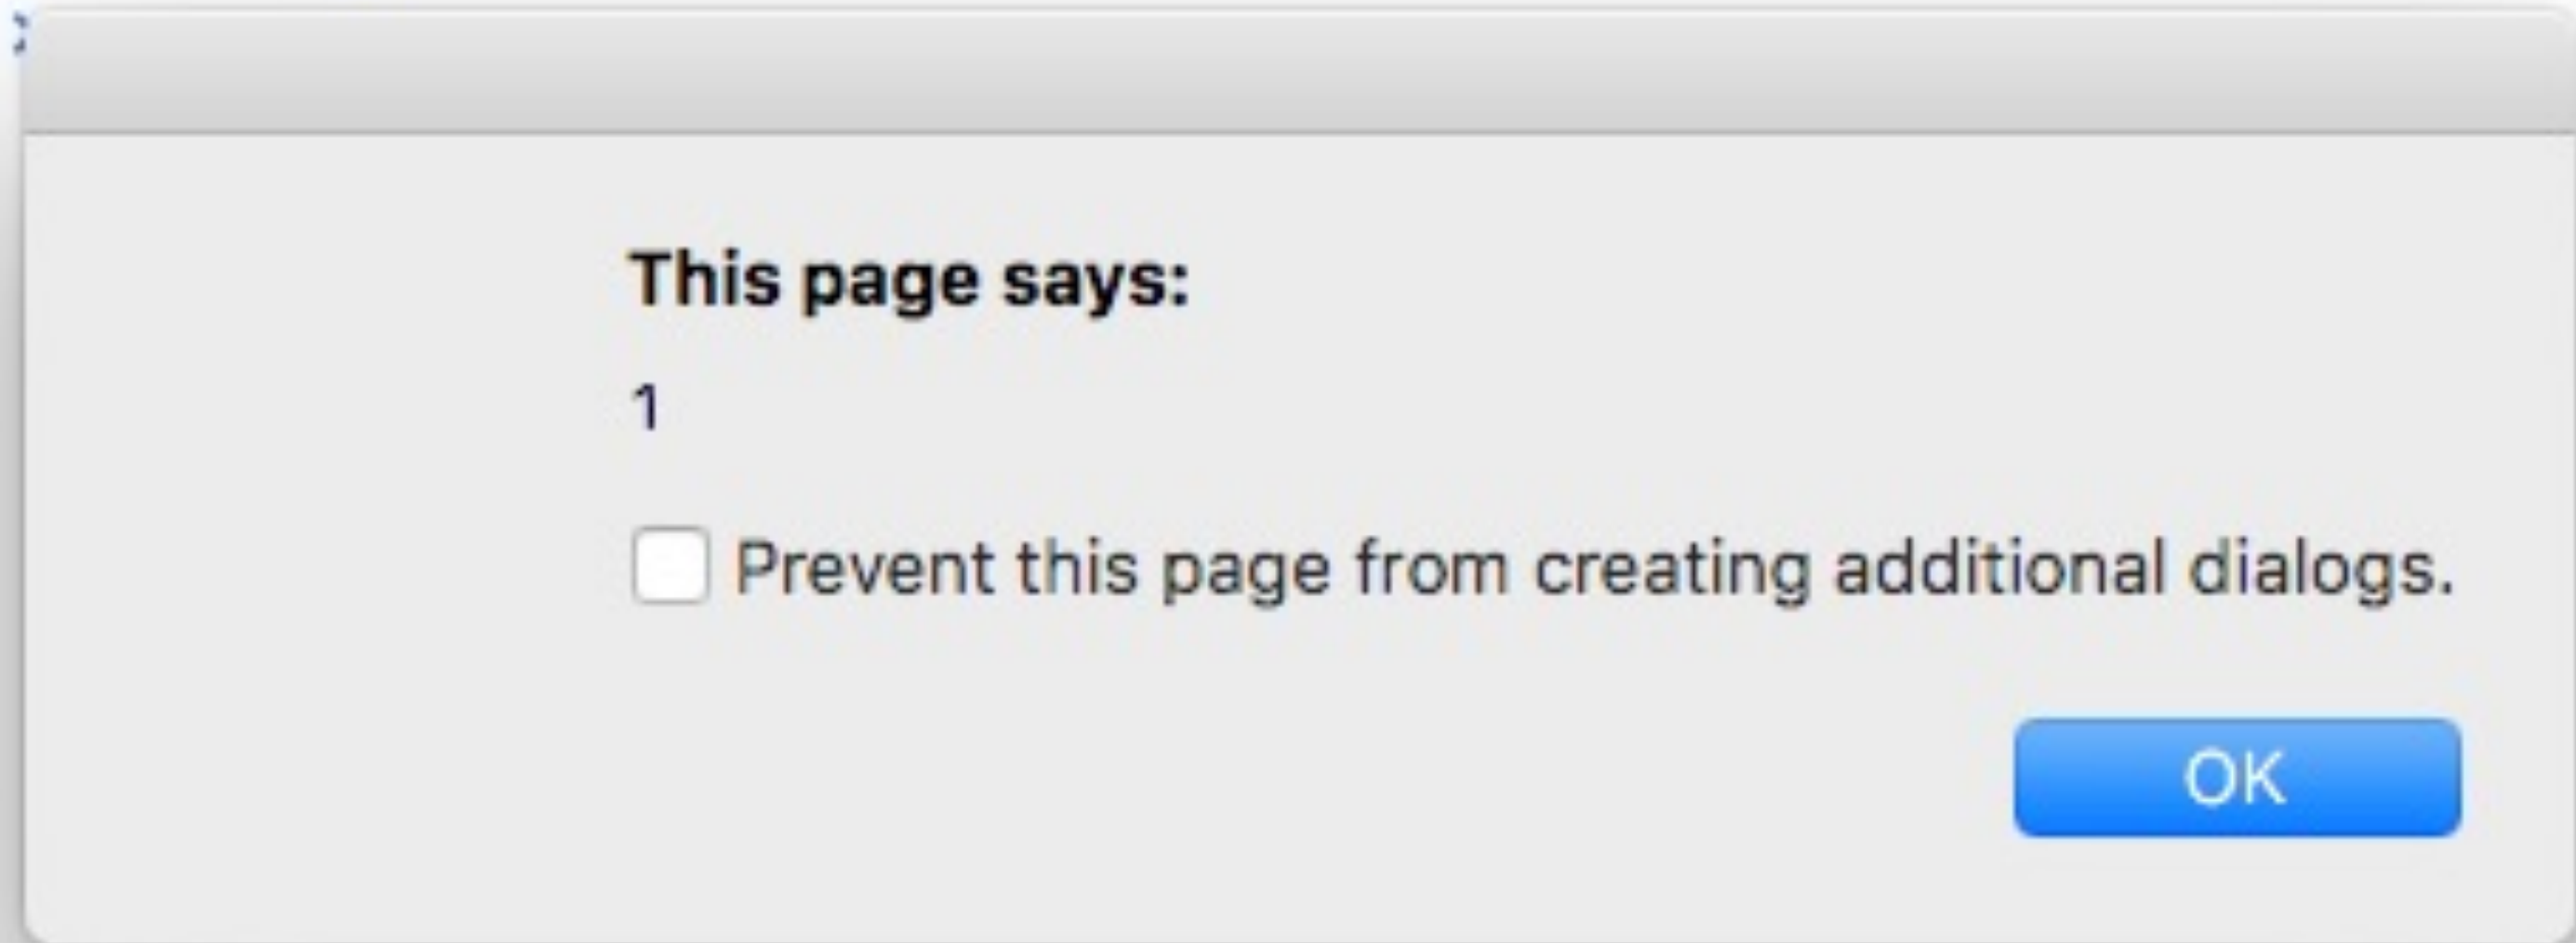 This page says:
1
Prevent this page from creating additional dialogs.
OK